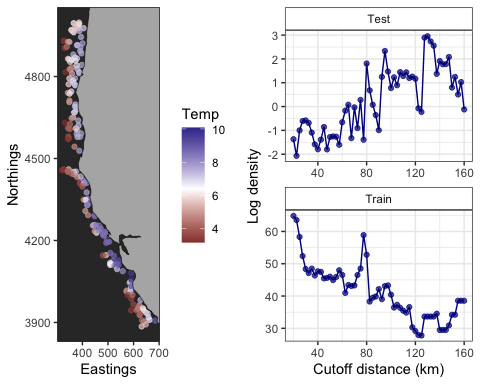 Northings
4800
4500
4200
3900
400 500 600 700
Eastings
Temp
10
8
6
4
Log density
Test
3
2
1
0
-1
-2
40 80 120 160
Train
60
50
40
30
40 80 120 160
Cutoff distance (km)